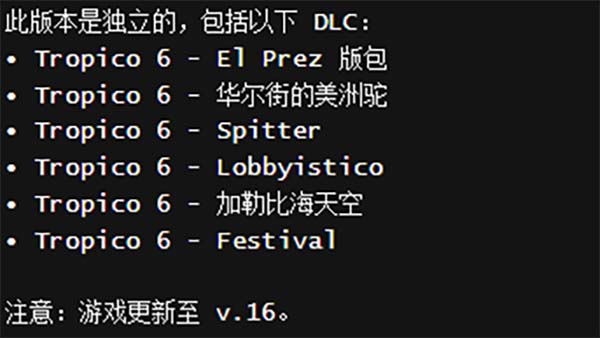 此版本是独立的，包括以下 DLC：
• Tropico 6 - El Prez 版包
• Tropico 6 - 华尔街的美洲驼
• Tropico 6 - Spitter
• Tropico 6 - Lobbyistico
• Tropico 6 - 加勒比海天空
• Tropico 6 - Festival
注意：游戏更新至 v.16。